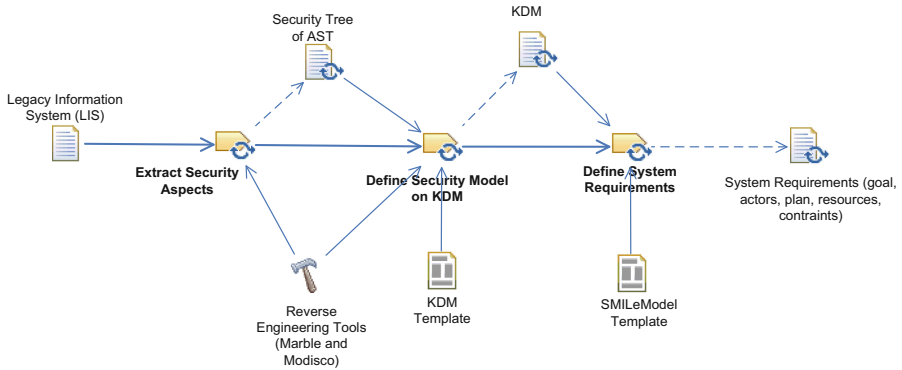 Security Tree
of AST
KDM
Legacy Information
System (LIS)
Extract Security
Aspects
Define Security Model
on KDM
Define System
Requirements
System Requirements (goal,
actors, plan, resources,
contraints)
Reverse
Engineering Tools
(Marble and
Modisco)
KDM
Template
SMILeModel
Template